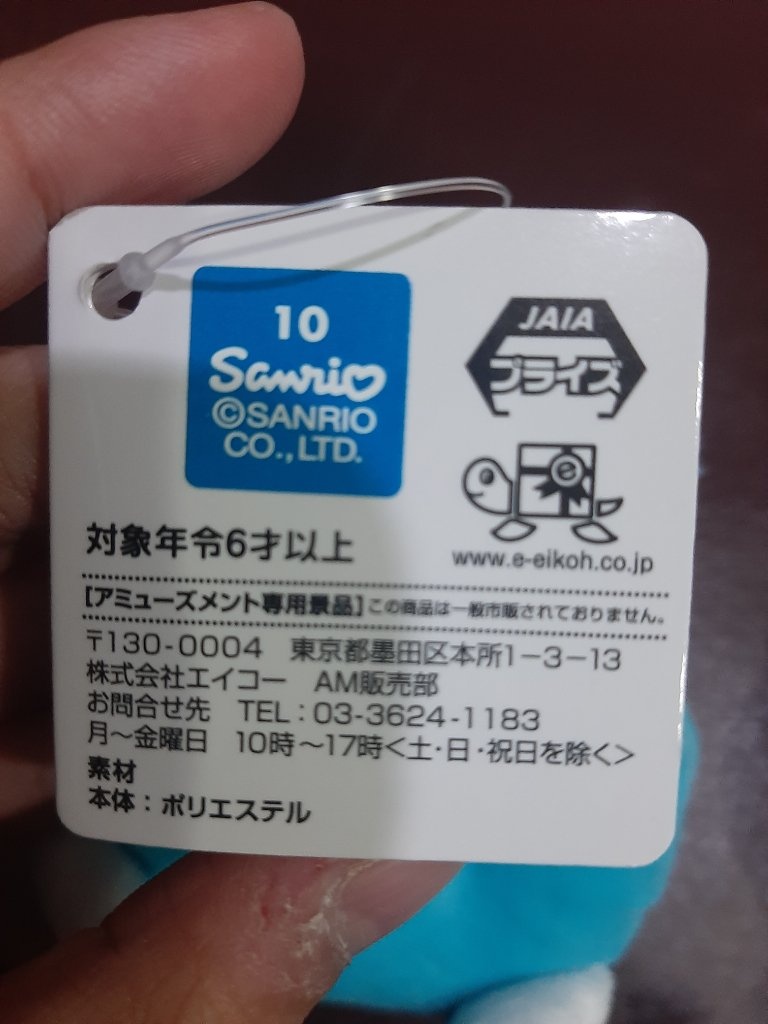 10
Sanrio
©SANRIO
CO., LTD.
JAIA
プライズ
e
www.e-eikoh.co.jp
対象年令6才以上
【アミューズメント専用景品】この商品は一般市販されておりません。
〒130-0004 東京都墨田区本所1-3-13
株式会社エイコー AM販売部
お問合せ先 TEL：03-3624-1183
月〜金曜日 10時〜17時<土・日・祝日を除く>
素材
本体：ポリエステル